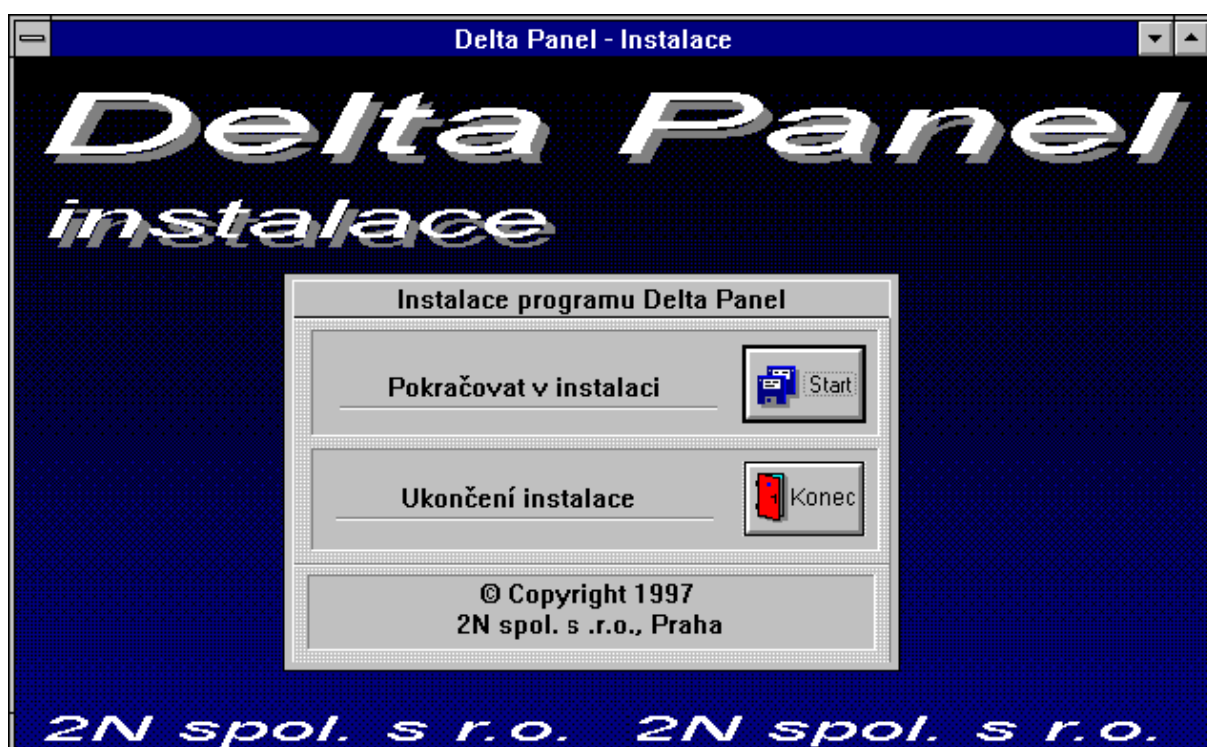 Delta Panel - Instalace
Delta Panel
instalace
Instalace programu Delta Panel
Pokračovat v instalaci
Start
Ukončení instalace
Konec
© Copyright 1997
2N spol. s .r.o., Praha
2N spol. s r.o. 2N spol. s r.o.